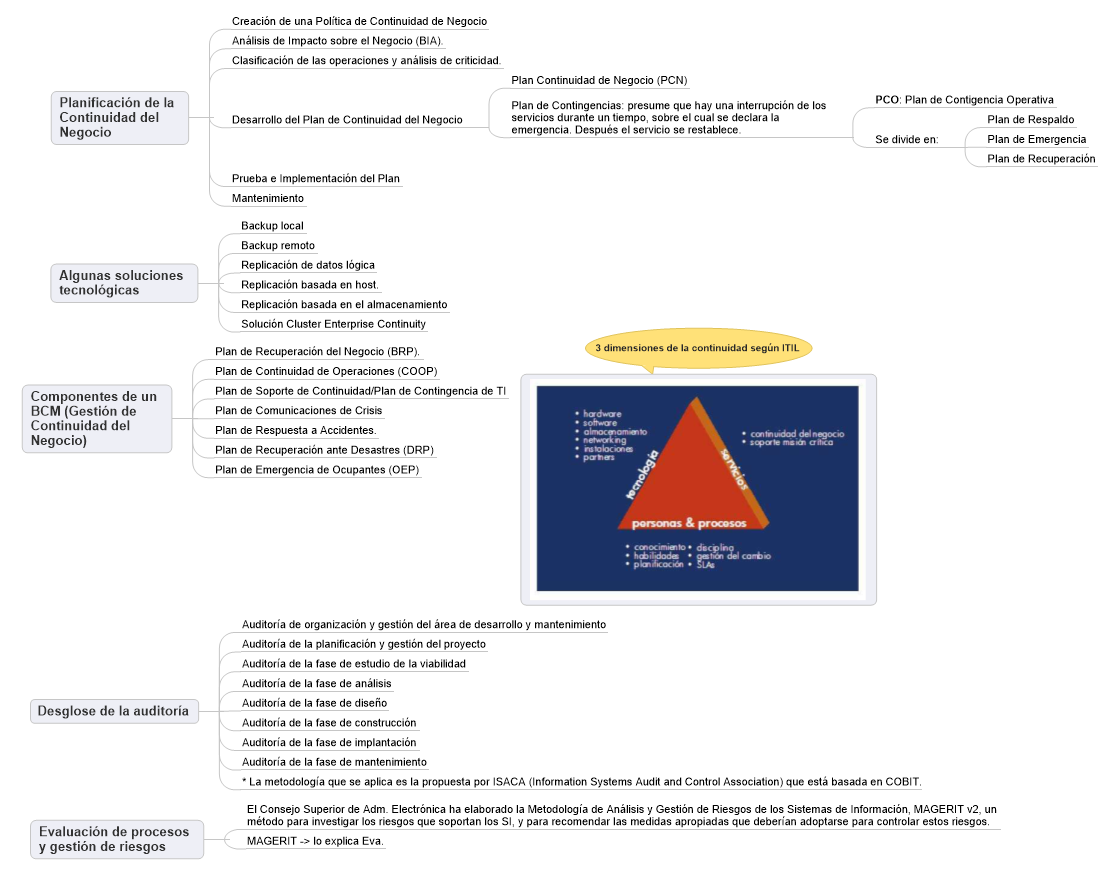 Planificación de la
Continuidad del
Negocio
Creación de una Política de Continuidad de Negocio
Análisis de Impacto sobre el Negocio (BIA).
Clasificación de las operaciones y análisis de criticidad.
Desarrollo del Plan de Continuidad del Negocio
Plan Continuidad de Negocio (PCN)
Plan de Contingencias: presume que hay una interrupción de los
servicios durante un tiempo, sobre el cual se declara la
emergencia. Después el servicio se restablece.
PCO: Plan de Contigencia Operativa
Se divide en:
Plan de Respaldo
Plan de Emergencia
Plan de Recuperación
Prueba e Implementación del Plan
Mantenimiento
Algunas soluciones
tecnológicas
Backup local
Backup remoto
Replicación de datos lógica
Replicación basada en host.
Replicación basada en el almacenamiento
Solución Cluster Enterprise Continuity
Componentes de un
BCM (Gestión de
Continuidad del
Negocio)
Plan de Recuperación del Negocio (BRP).
Plan de Continuidad de Operaciones (COOP)
Plan de Soporte de Continuidad/Plan de Contingencia de TI
Plan de Comunicaciones de Crisis
Plan de Respuesta a Accidentes.
Plan de Recuperación ante Desastres (DRP)
Plan de Emergencia de Ocupantes (OEP)
3 dimensiones de la continuidad según ITIL
• hardware
• software
• almacenamiento
• networking
• instalaciones
• partners
tecnología
servicios
• continuidad del negocio
• soporte misión crítica
personas & procesos
• conocimiento • disciplina
• habilidades • gestión del cambio
• planificación • SLAs
Desglose de la auditoría
Auditoría de organización y gestión del área de desarrollo y mantenimiento
Auditoría de la planificación y gestión del proyecto
Auditoría de la fase de estudio de la viabilidad
Auditoría de la fase de análisis
Auditoría de la fase de diseño
Auditoría de la fase de construcción
Auditoría de la fase de implantación
Auditoría de la fase de mantenimiento
* La metodología que se aplica es la propuesta por ISACA (Information Systems Audit and Control Association) que está basada en COBIT.
Evaluación de procesos
y gestión de riesgos
El Consejo Superior de Adm. Electrónica ha elaborado la Metodología de Análisis y Gestión de Riesgos de los Sistemas de Información, MAGERIT v2, un
método para investigar los riesgos que soportan los SI, y para recomendar las medidas apropiadas que deberían adoptarse para controlar estos riesgos.
MAGERIT -> lo explica Eva.